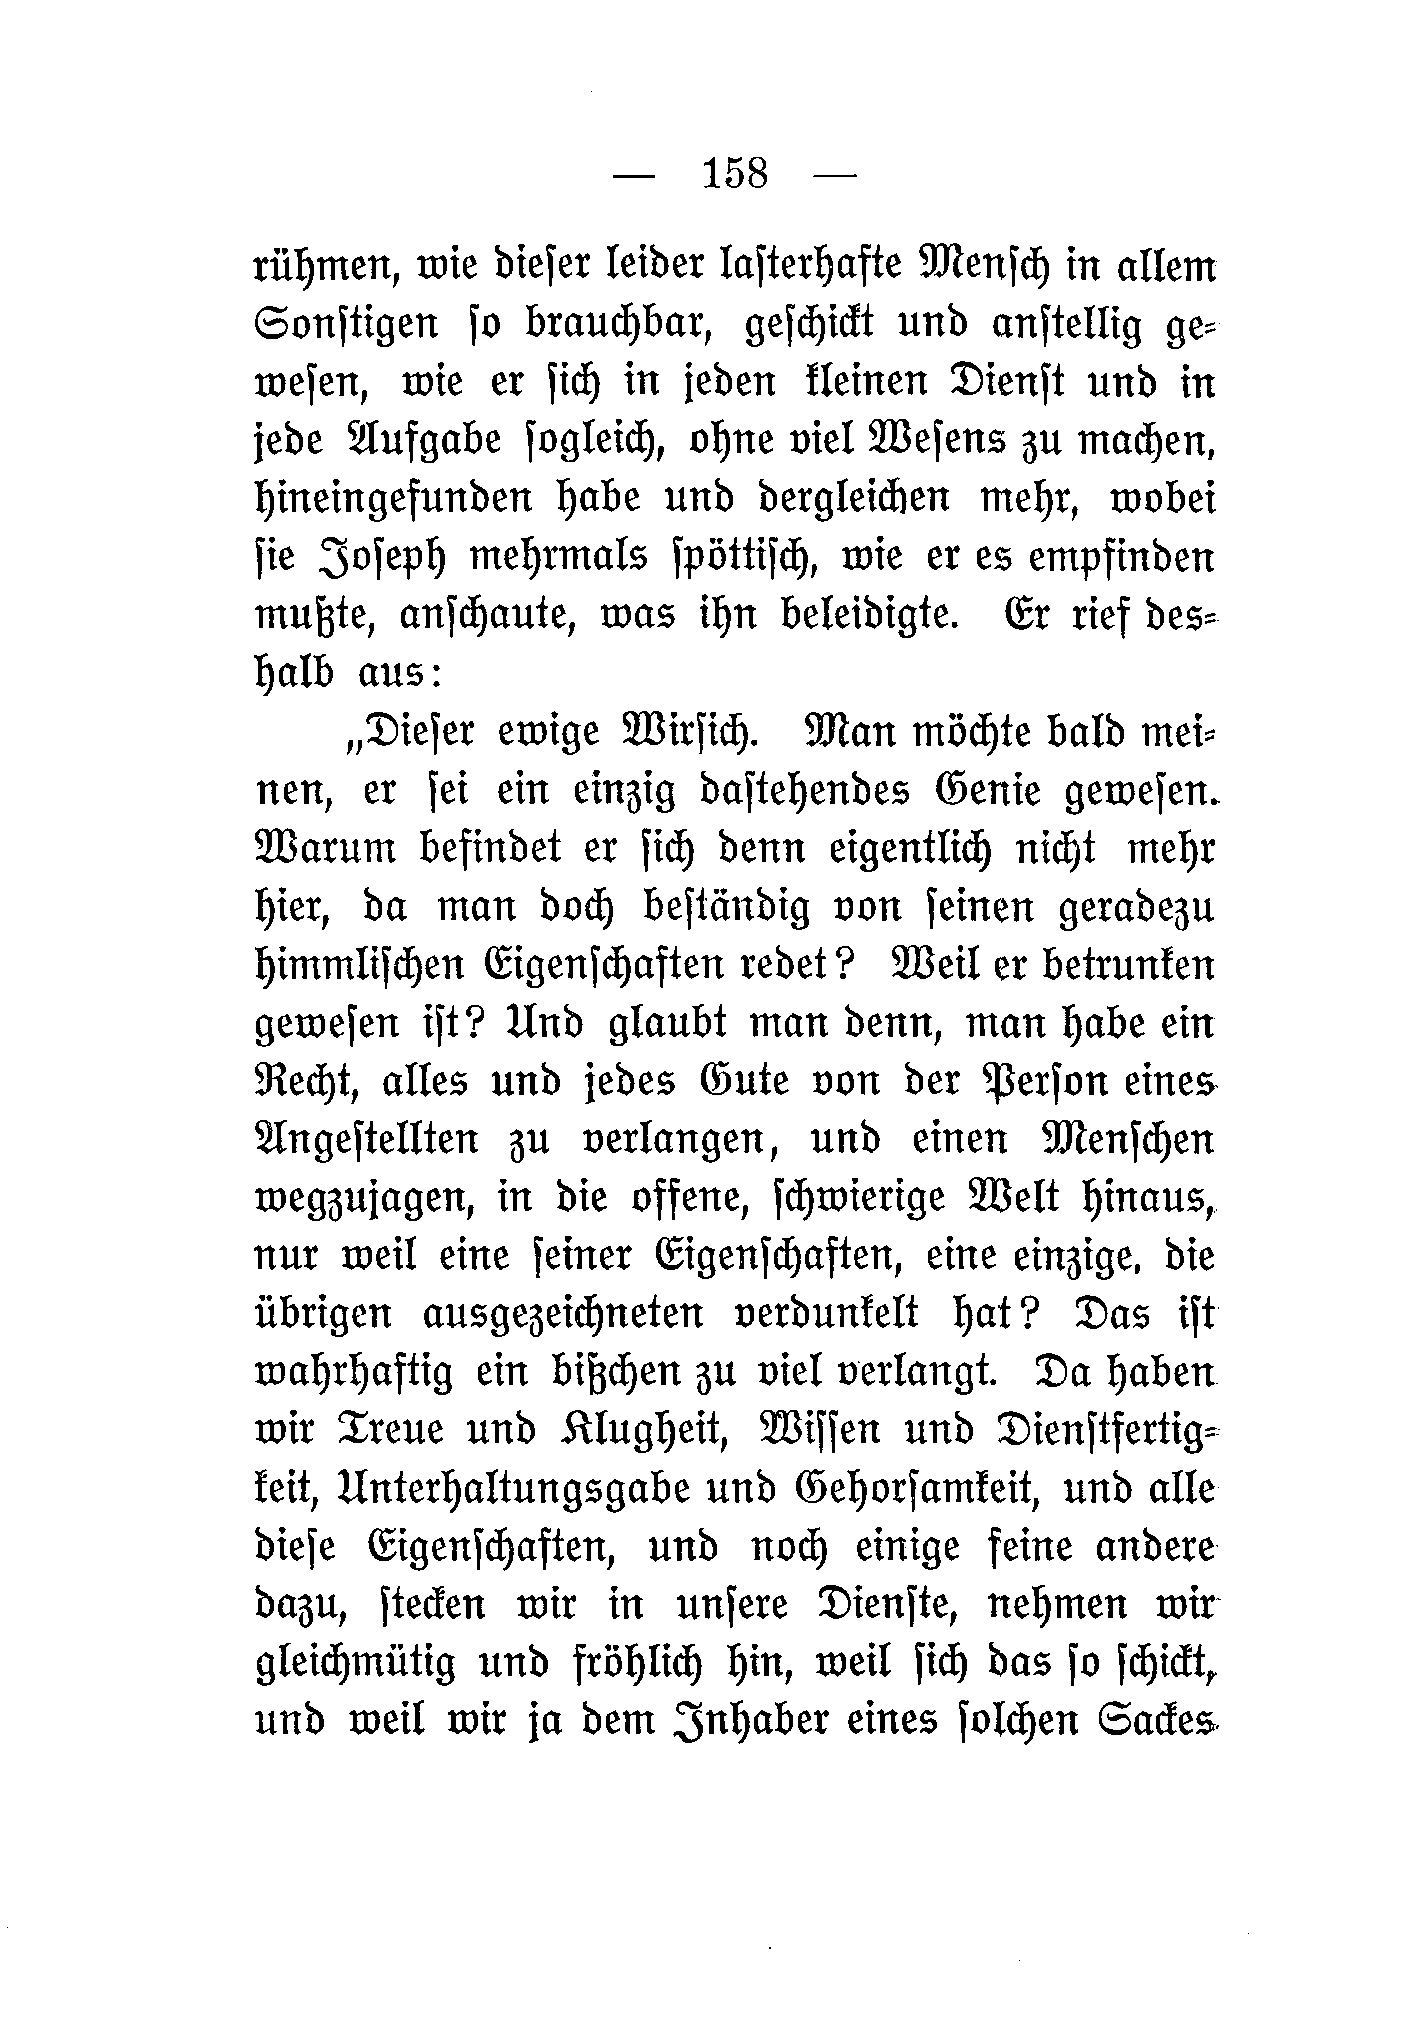 — 158 —
rühmen, wie dieſer leider laſterhafte Menſch in allem
Sonſtigen ſo brauchbar, geſchickt und anſtellig ge-
weſen, wie er ſich in jeden kleinen Dienſt und in
jede Aufgabe ſogleich, ohne viel Weſens zu machen,
hineingefunden habe und dergleichen mehr, wobei
ſie Joſeph mehrmals ſpöttiſch, wie er es empfinden
mußte, anſchaute, was ihn beleidigte. Er rief des-
halb aus:
„Dieſer ewige Wirſich. Man möchte bald mei-
nen, er ſei ein einzig daſtehendes Genie geweſen.
Warum befindet er ſich denn eigentlich nicht mehr
hier, da man doch beſtändig von ſeinen geradezu
himmliſchen Eigenſchaften redet? Weil er betrunken
geweſen iſt? Und glaubt man denn, man habe ein
Recht, alles und jedes Gute von der Perſon eines
Angeſtellten zu verlangen, und einen Menſchen
wegzujagen, in die offene, ſchwierige Welt hinaus,
nur weil eine ſeiner Eigenſchaften, eine einzige, die
übrigen ausgezeichneten verdunkelt hat? Das iſt
wahrhaftig ein bißchen zu viel verlangt. Da haben
wir Treue und Klugheit, Wiſſen und Dienſtfertig-
keit, Unterhaltungsgabe und Gehorſamkeit, und alle
dieſe Eigenſchaften, und noch einige feine andere
dazu, ſtecken wir in unſere Dienſte, nehmen wir
gleichmütig und fröhlich hin, weil ſich das ſo ſchickt,
und weil wir ja dem Inhaber eines ſolchen Sackes